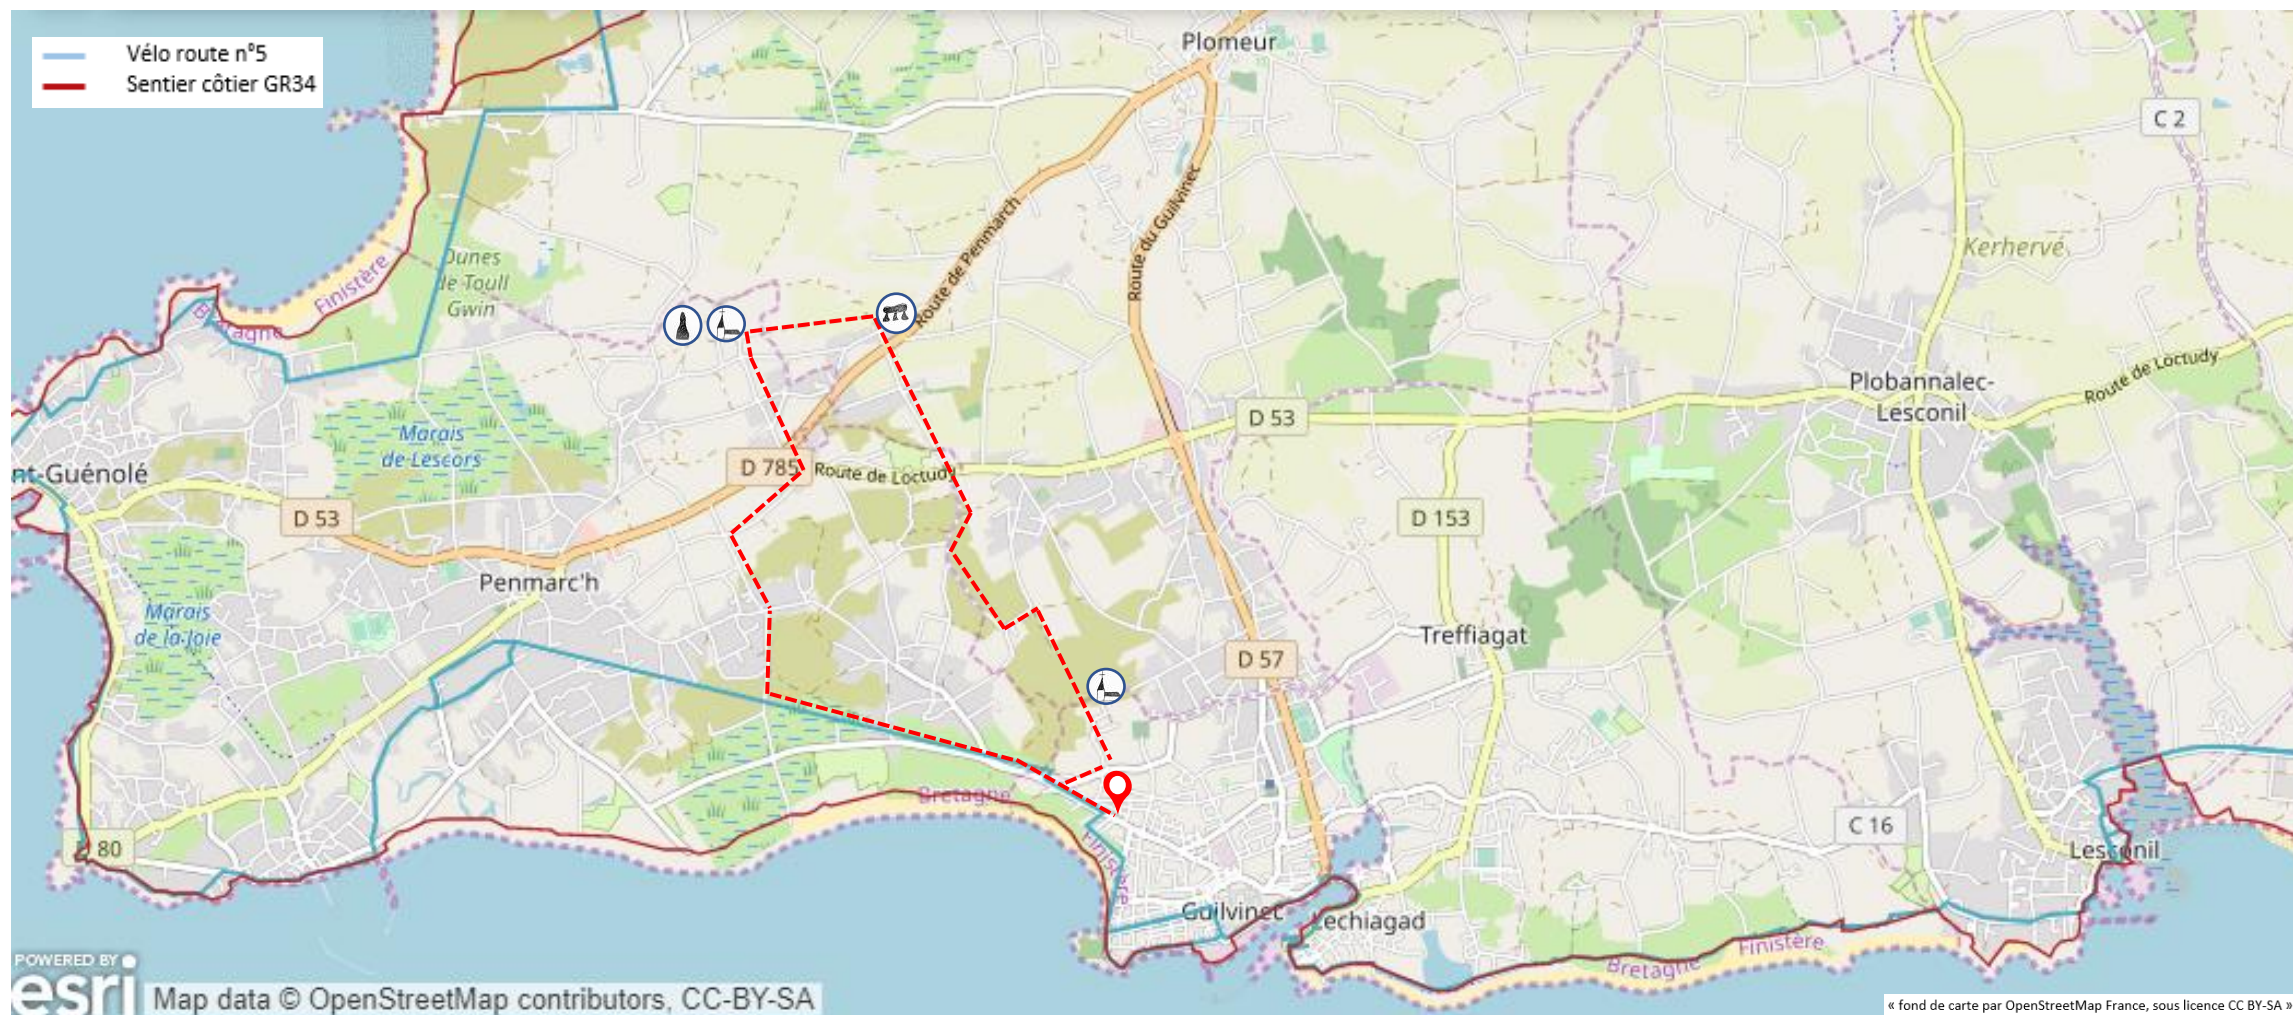 Plomeur
Vélo route n°5
Sentier côtier GR34
C 2
Route de Penmarch
Route du Guilvinec
Kerhervé
Dunes
de Toull
Gwin
Finistère
Bretagne
Route de Loctudy
Plobannalec-
Lesconil
D 53
Marais
de Lescors
D 785
Route de Loctudy
nt-Guénolé
D 53
D 153
Penmarc'h
Marais
de la Joie
Treffiagat
D 57
Bretagne
C 16
80
Finistère
Lesconil
Guilvinec
Lechiagad
Finistère
Bretagne
POWERED BY
esri
Map data © OpenStreetMap contributors, CC-BY-SA
« fond de carte par OpenStreetMap France, sous licence CC BY-SA »